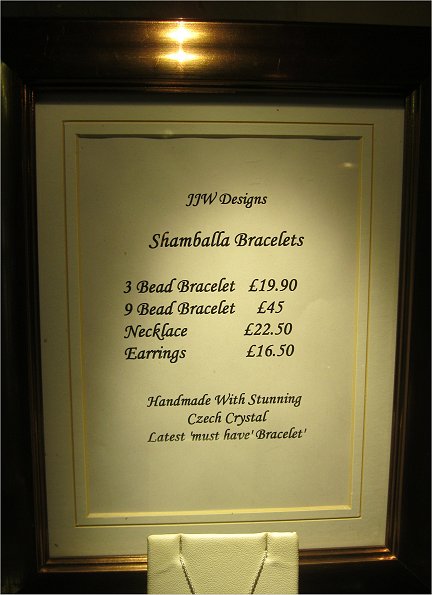 JJW Designs
Shamballa Bracelets
3 Bead Bracelet £19.90
9 Bead Bracelet £45
Necklace £22.50
Earrings £16.50
Handmade With Stunning
Czech Crystal
Latest 'must have' Bracelet'